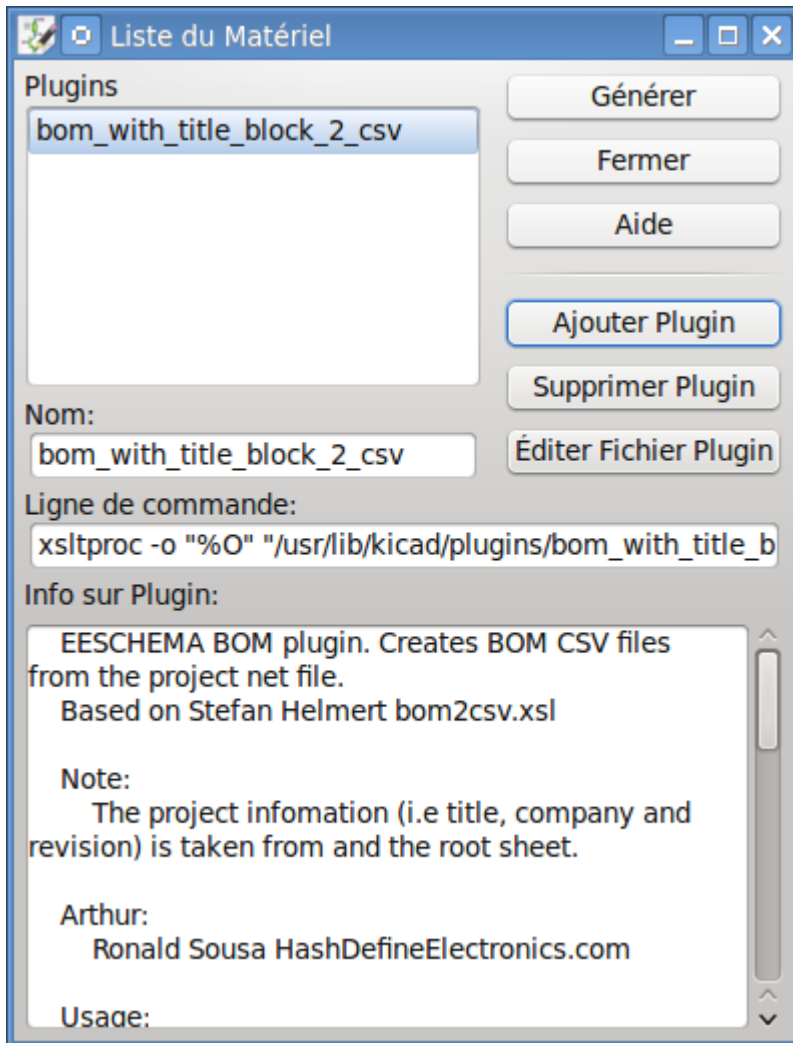 Liste du Matériel
Plugins
bom_with_title_block_2_csv
Générer
Fermer
Aide
Ajouter Plugin
Supprimer Plugin
Éditer Fichier Plugin
Nom:
bom_with_title_block_2_csv
Ligne de commande:
xsltproc -o "%O" "/usr/lib/kicad/plugins/bom_with_title_b
Info sur Plugin:
EESCHEMA BOM plugin. Creates BOM CSV files
from the project net file.
Based on Stefan Helmert bom2csv.xsl
Note:
The project infomation (i.e title, company and
revision) is taken from and the root sheet.
Arthur:
Ronald Sousa HashDefineElectronics.com
Usage: